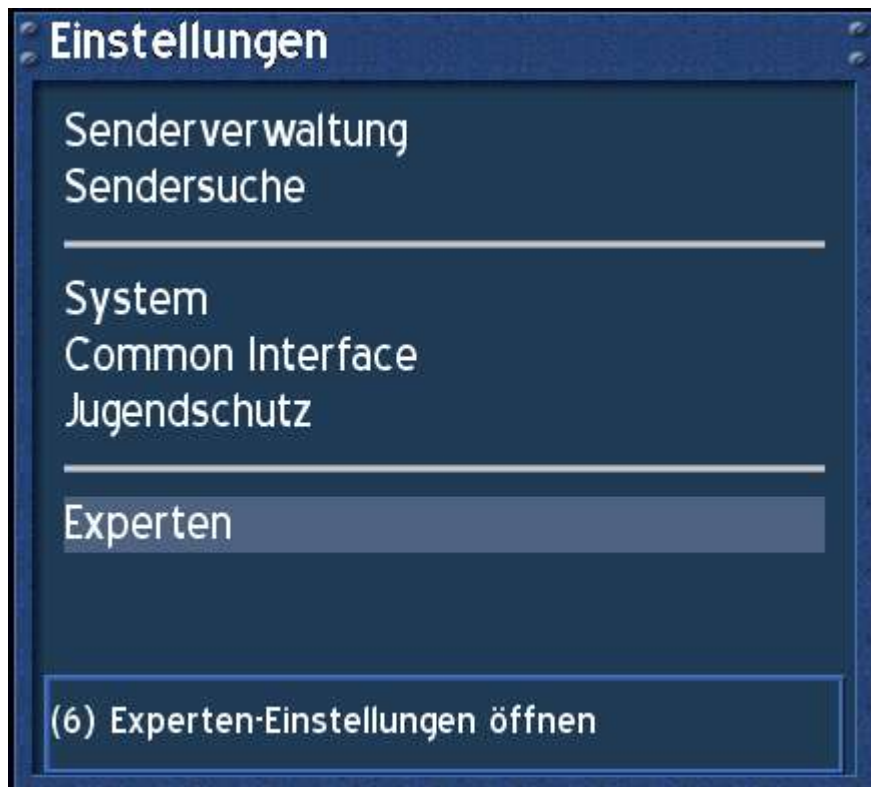 Einstellungen
Senderverwaltung
Sendersuche
System
Common Interface
Jugendschutz
Experten
(6) Experten-Einstellungen öffnen